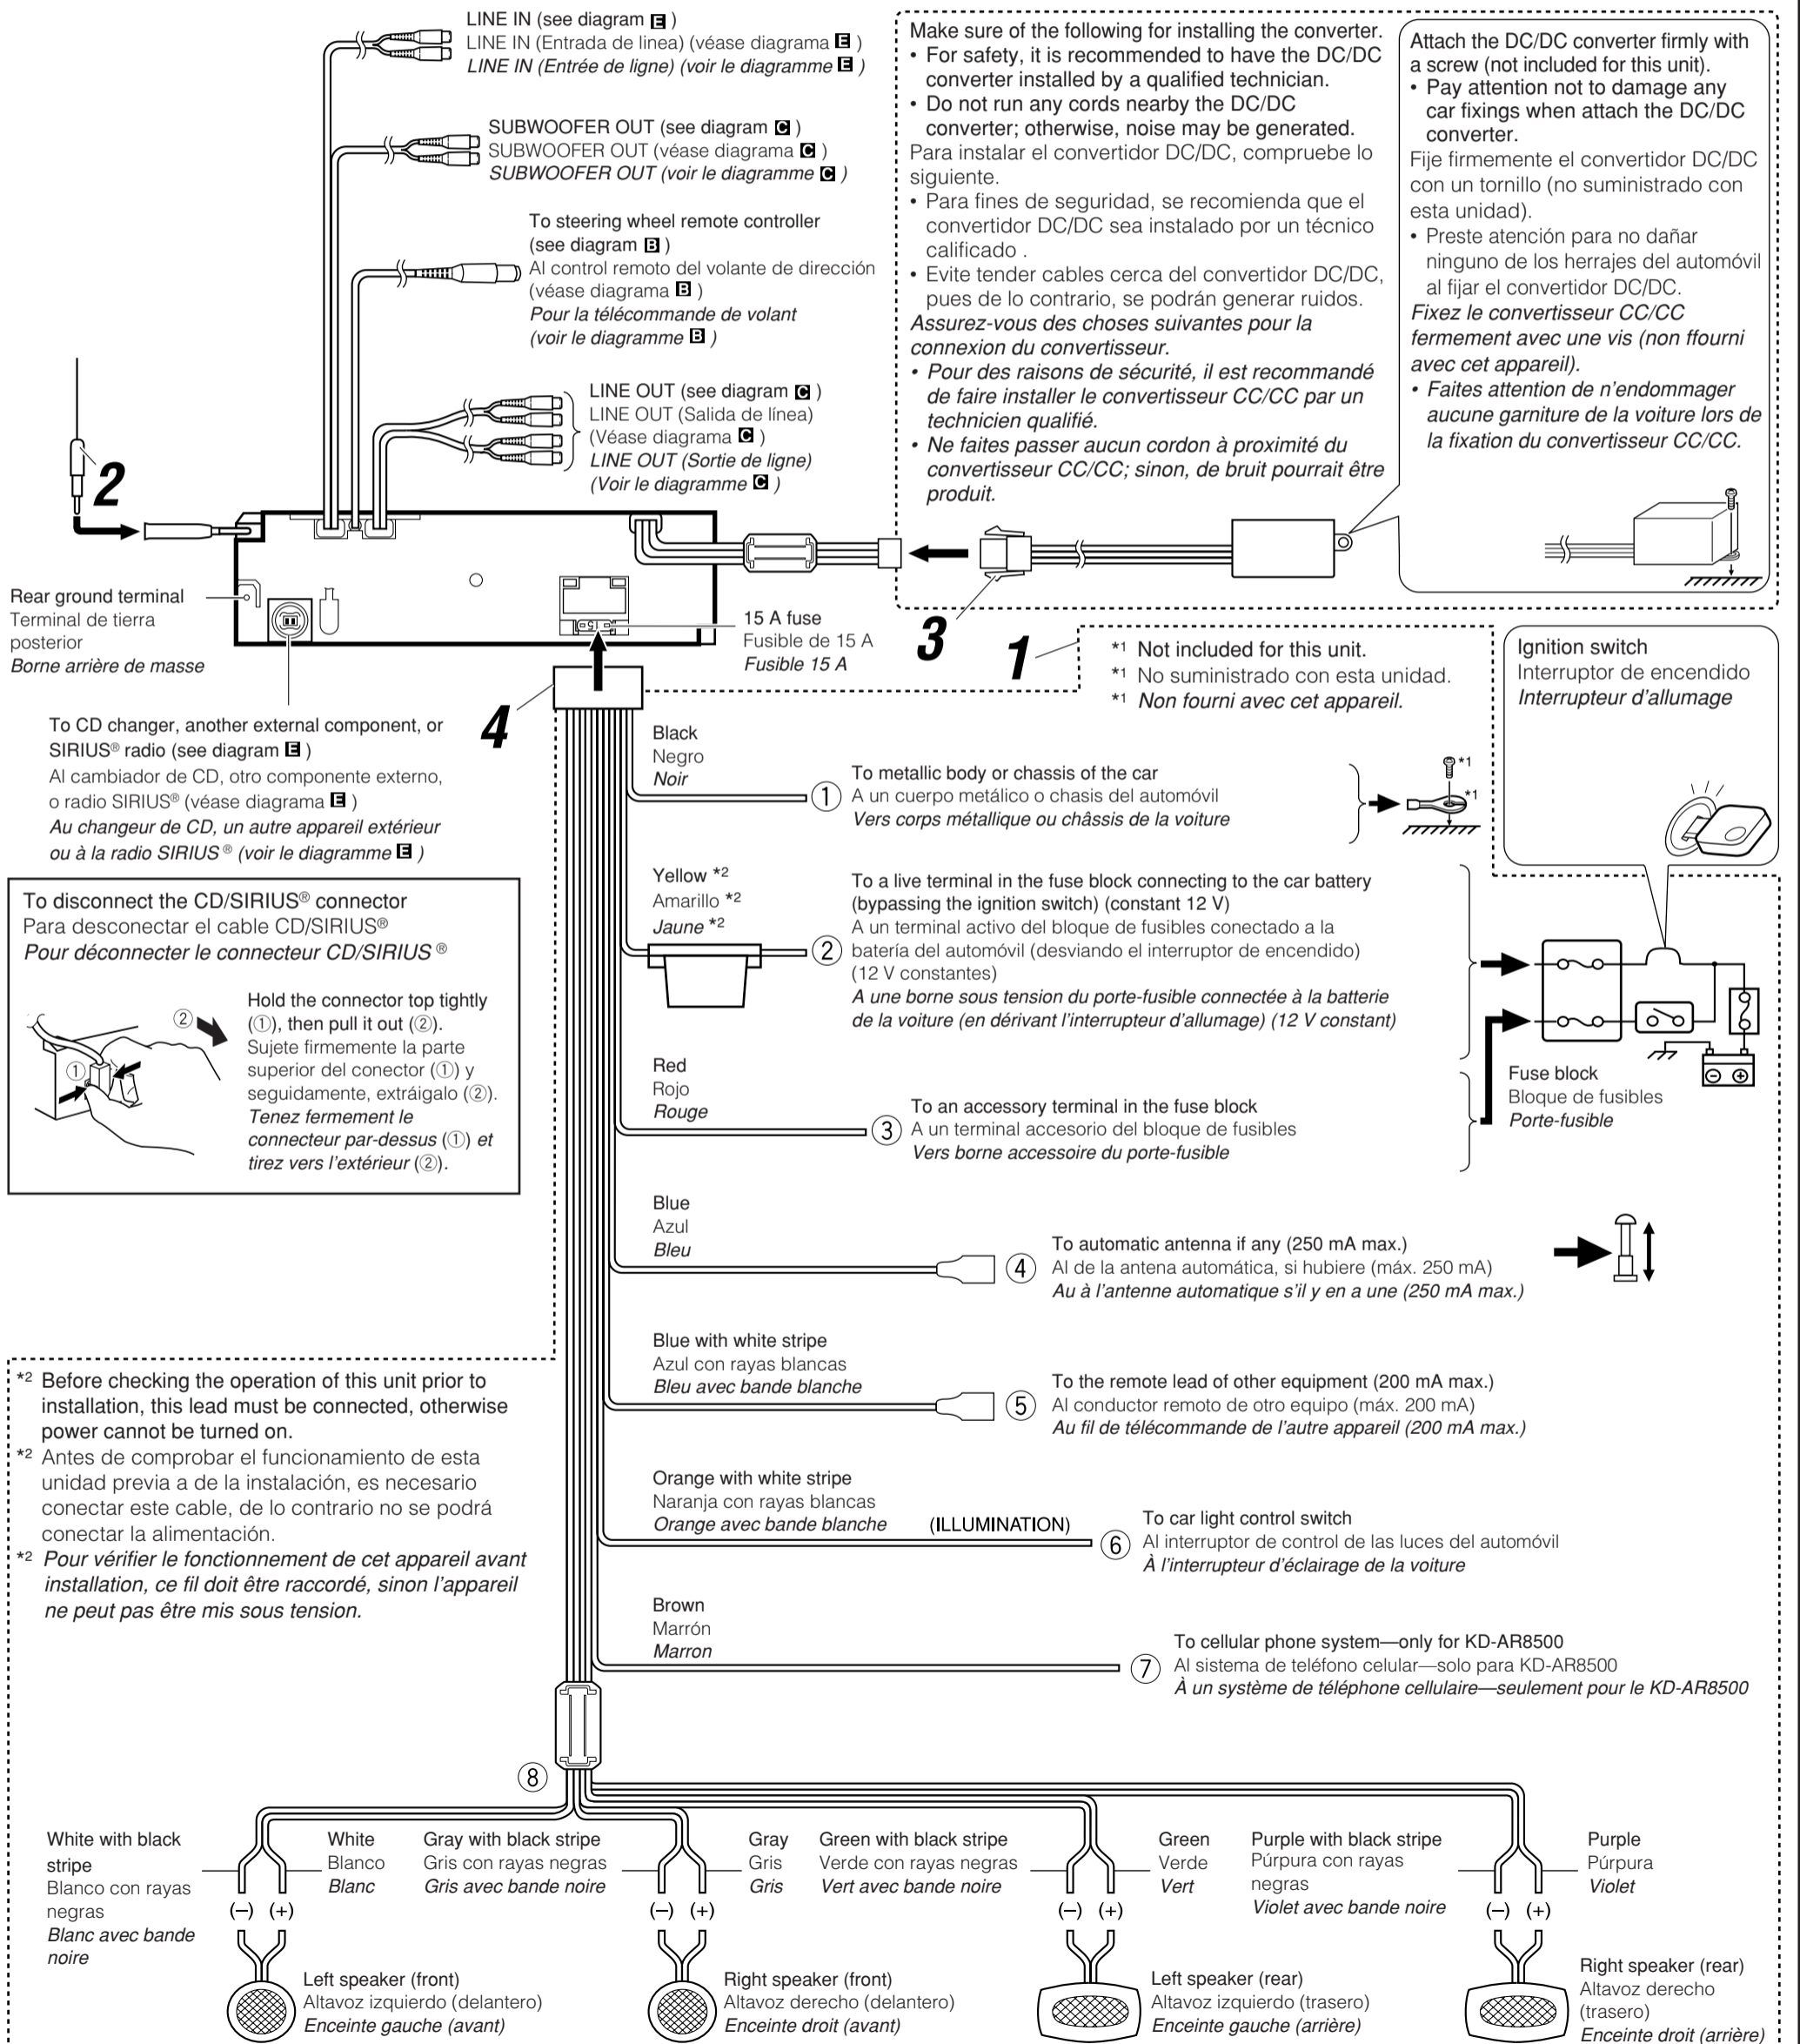 LINE IN (see diagram E )
LINE IN (Entrada de linea) (véase diagrama E )
LINE IN (Entrée de ligne) (voir le diagramme E )
SUBWOOFER OUT (see diagram C )
SUBWOOFER OUT (véase diagrama C )
SUBWOOFER OUT (voir le diagramme C )
To steering wheel remote controller
(see diagram B )
Al control remoto del volante de dirección
(véase diagrama B )
Pour la télécommande de volant
(voir le diagramme B )
LINE OUT (see diagram C )
LINE OUT (Salida de línea)
(Véase diagrama C )
LINE OUT (Sortie de ligne)
(Voir le diagramme C )
Make sure of the following for installing the converter.
• For safety, it is recommended to have the DC/DC
converter installed by a qualified technician.
• Do not run any cords nearby the DC/DC
converter; otherwise, noise may be generated.
Para instalar el convertidor DC/DC, compruebe lo
siguiente.
• Para fines de seguridad, se recomienda que el
convertidor DC/DC sea instalado por un técnico
calificado .
• Evite tender cables cerca del convertidor DC/DC,
pues de lo contrario, se podrán generar ruidos.
Assurez-vous des choses suivantes pour la
connexion du convertisseur.
• Pour des raisons de sécurité, il est recommandé
de faire installer le convertisseur CC/CC par un
technicien qualifié.
• Ne faites passer aucun cordon à proximité du
convertisseur CC/CC; sinon, de bruit pourrait être
produit.
Attach the DC/DC converter firmly with
a screw (not included for this unit).
• Pay attention not to damage any
car fixings when attach the DC/DC
converter.
Fije firmemente el convertidor DC/DC
con un tornillo (no suministrado con
esta unidad).
• Preste atención para no dañar
ninguno de los herrajes del automóvil
al fijar el convertidor DC/DC.
Fixez le convertisseur CC/CC
fermement avec une vis (non ffourni
avec cet appareil).
• Faites attention de n'endommager
aucune garniture de la voiture lors de
la fixation du convertisseur CC/CC.
2
Rear ground terminal
Terminal de tierra
posterior
Borne arrière de masse
15
15 A fuse
Fusible de 15 A
Fusible 15 A
3
1
*1 Not included for this unit.
*1 No suministrado con esta unidad.
*1 Non fourni avec cet appareil.
Ignition switch
Interruptor de encendido
Interrupteur d'allumage
4
To CD changer, another external component, or
SIRIUS® radio (see diagram E )
Al cambiador de CD, otro componente externo,
o radio SIRIUS® (véase diagrama E )
Au changeur de CD, un autre appareil extérieur
ou à la radio SIRIUS ® (voir le diagramme E )
To disconnect the CD/SIRIUS® connector
Para desconectar el cable CD/SIRIUS®
Pour déconnecter le connecteur CD/SIRIUS ®
②
①
Hold the connector top tightly
(①), then pull it out (②).
Sujete firmemente la parte
superior del conector (①) y
seguidamente, extráigalo (②).
Tenez fermement le
connecteur par-dessus (①) et
tirez vers l'extérieur (②).
Black
Negro
Noir
①
To metallic body or chassis of the car
A un cuerpo metálico o chasis del automóvil
Vers corps métallique ou châssis de la voiture
*1
*1
Yellow *2
Amarillo *2
Jaune *2
②
To a live terminal in the fuse block connecting to the car battery
(bypassing the ignition switch) (constant 12 V)
A un terminal activo del bloque de fusibles conectado a la
batería del automóvil (desviando el interruptor de encendido)
(12 V constantes)
A une borne sous tension du porte-fusible connectée à la batterie
de la voiture (en dérivant l'interrupteur d'allumage) (12 V constant)
Red
Rojo
Rouge
③
To an accessory terminal in the fuse block
A un terminal accesorio del bloque de fusibles
Vers borne accessoire du porte-fusible
Fuse block
Bloque de fusibles
Porte-fusible
Blue
Azul
Bleu
④
To automatic antenna if any (250 mA max.)
Al de la antena automática, si hubiere (máx. 250 mA)
Au à l'antenne automatique s'il y en a une (250 mA max.)
Blue with white stripe
Azul con rayas blancas
Bleu avec bande blanche
⑤
To the remote lead of other equipment (200 mA max.)
Al conductor remoto de otro equipo (máx. 200 mA)
Au fil de télécommande de l'autre appareil (200 mA max.)
*2 Before checking the operation of this unit prior to
installation, this lead must be connected, otherwise
power cannot be turned on.
*2 Antes de comprobar el funcionamiento de esta
unidad previa a de la instalación, es necesario
conectar este cable, de lo contrario no se podrá
conectar la alimentación.
*2 Pour vérifier le fonctionnement de cet appareil avant
installation, ce fil doit être raccordé, sinon l'appareil
ne peut pas être mis sous tension.
Orange with white stripe
Naranja con rayas blancas
Orange avec bande blanche (ILLUMINATION)
⑥
To car light control switch
Al interruptor de control de las luces del automóvil
À l'interrupteur d'éclairage de la voiture
Brown
Marrón
Marron
⑦
To cellular phone system—only for KD-AR8500
Al sistema de teléfono celular—solo para KD-AR8500
À un système de téléphone cellulaire—seulement pour le KD-AR8500
⑧
White with black
stripe
Blanco con rayas
negras
Blanc avec bande
noire
White
Blanco
Blanc
(–) (+)
Left speaker (front)
Altavoz izquierdo (delantero)
Enceinte gauche (avant)
Gray with black stripe
Gris con rayas negras
Gris avec bande noire
Gray
Gris
Gris
(–) (+)
Right speaker (front)
Altavoz derecho (delantero)
Enceinte droit (avant)
Green with black stripe
Verde con rayas negras
Vert avec bande noire
Green
Verde
Vert
(–) (+)
Left speaker (rear)
Altavoz izquierdo (trasero)
Enceinte gauche (arrière)
Purple with black stripe
Púrpura con rayas
negras
Violet avec bande noire
Purple
Púrpura
Violet
(–) (+)
Right speaker (rear)
Altavoz derecho
(trasero)
Enceinte droit (arrière)